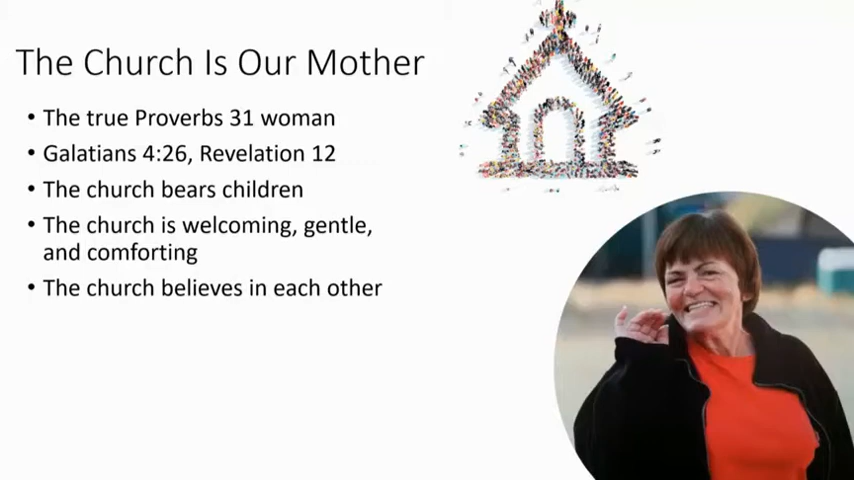 The Church Is Our Mother
• The true Proverbs 31 woman
• Galatians 4:26, Revelation 12
• The church bears children
• The church is welcoming, gentle,
and comforting
• The church believes in each other